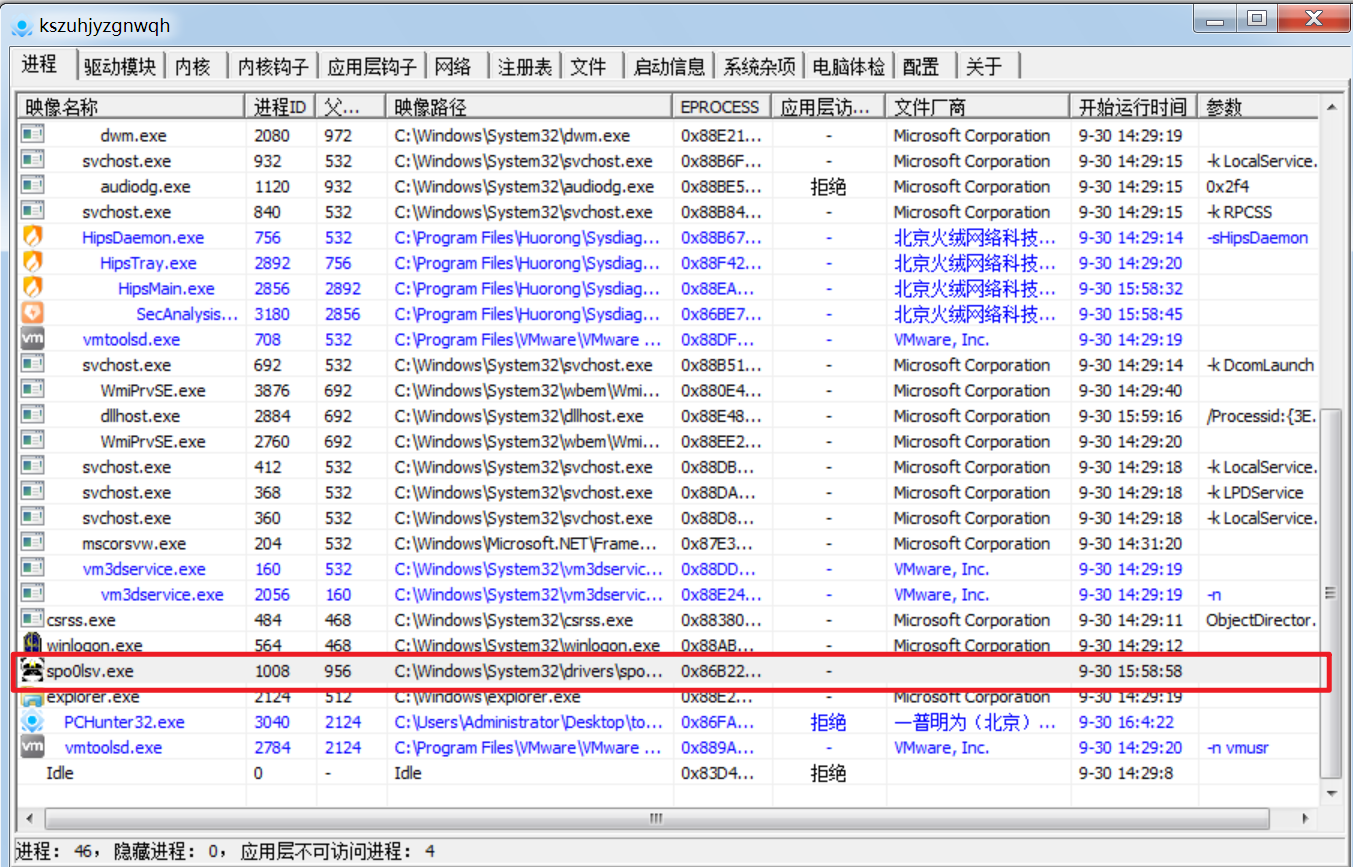 kszuhjyzgnwqh
进程 驱动模块 内核 内核钩子 应用层钩子 网络 注册表 文件 启动信息 系统杂项 电脑体检 配置 关于
映像名称 进程ID 父... 映像路径 EPROCESS 应用层访... 文件厂商 开始运行时间 参数
dwm.exe 2080 972 C:\Windows\System32\dwm.exe 0x88E21... - Microsoft Corporation 9-30 14:29:19
svchost.exe 932 532 C:\Windows\System32\svchost.exe 0x88B6F... - Microsoft Corporation 9-30 14:29:15 -k LocalService.
audiodg.exe 1120 932 C:\Windows\System32\audiodg.exe 0x88BE5... 拒绝 Microsoft Corporation 9-30 14:29:15 0x2f4
svchost.exe 840 532 C:\Windows\System32\svchost.exe 0x88B84... - Microsoft Corporation 9-30 14:29:15 -k RPCSS
HipsDaemon.exe 756 532 C:\Program Files\Huorong\Sysdiag... 0x88B67... - 北京火绒网络科技... 9-30 14:29:14 -sHipsDaemon
HipsTray.exe 2892 756 C:\Program Files\Huorong\Sysdiag... 0x88F42... - 北京火绒网络科技... 9-30 14:29:20
HipsMain.exe 2856 2892 C:\Program Files\Huorong\Sysdiag... 0x88EA... - 北京火绒网络科技... 9-30 15:58:32
SecAnalysis... 3180 2856 C:\Program Files\Huorong\Sysdiag... 0x86BE7... - 北京火绒网络科技... 9-30 15:58:45
vm vmtoolsd.exe 708 532 C:\Program Files\VMware\VMware ... 0x88DF... - VMware, Inc. 9-30 14:29:19
svchost.exe 692 532 C:\Windows\System32\svchost.exe 0x88B51... - Microsoft Corporation 9-30 14:29:14 -k DcomLaunch
WmiPrvSE.exe 3876 692 C:\Windows\System32\wbem\Wmi... 0x880E4... - Microsoft Corporation 9-30 14:29:40
dllhost.exe 2884 692 C:\Windows\System32\dllhost.exe 0x88E48... - Microsoft Corporation 9-30 15:59:16 /Processid:{3E.
WmiPrvSE.exe 2760 692 C:\Windows\System32\wbem\Wmi... 0x88EE2... - Microsoft Corporation 9-30 14:29:20
svchost.exe 412 532 C:\Windows\System32\svchost.exe 0x88DB... - Microsoft Corporation 9-30 14:29:18 -k LocalService.
svchost.exe 368 532 C:\Windows\System32\svchost.exe 0x88DA... - Microsoft Corporation 9-30 14:29:18 -k LPDService
svchost.exe 360 532 C:\Windows\System32\svchost.exe 0x88D8... - Microsoft Corporation 9-30 14:29:18 -k LocalService.
mscorsvw.exe 204 532 C:\Windows\Microsoft.NET\Frame... 0x87E3... - Microsoft Corporation 9-30 14:31:20
vm3dservice.exe 160 532 C:\Windows\System32\vm3dservic... 0x88DD... - VMware, Inc. 9-30 14:29:19
vm3dservice.exe 2056 160 C:\Windows\System32\vm3dservic... 0x88E24... - VMware, Inc. 9-30 14:29:19 -n
csrss.exe 484 468 C:\Windows\System32\csrss.exe 0x88380... - Microsoft Corporation 9-30 14:29:11 ObjectDirector.
winlogon.exe 564 468 C:\Windows\System32\winlogon.exe 0x88AB... - Microsoft Corporation 9-30 14:29:12
spo0lsv.exe 1008 956 C:\Windows\System32\drivers\spo... 0x86B22... - 9-30 15:58:58
explorer.exe 2124 512 C:\Windows\explorer.exe 0x88E2... - Microsoft Corporation 9-30 14:29:19
PCHunter32.exe 3040 2124 C:\Users\Administrator\Desktop\to... 0x86FA... 拒绝 一普明为（北京）... 9-30 16:4:22
vm vmtoolsd.exe 2784 2124 C:\Program Files\VMware\VMware ... 0x889A... - VMware, Inc. 9-30 14:29:20 -n vmusr
Idle 0 - Idle 0x83D4... 拒绝 9-30 14:29:8
进程： 46， 隐藏进程： 0， 应用层不可访问进程： 4